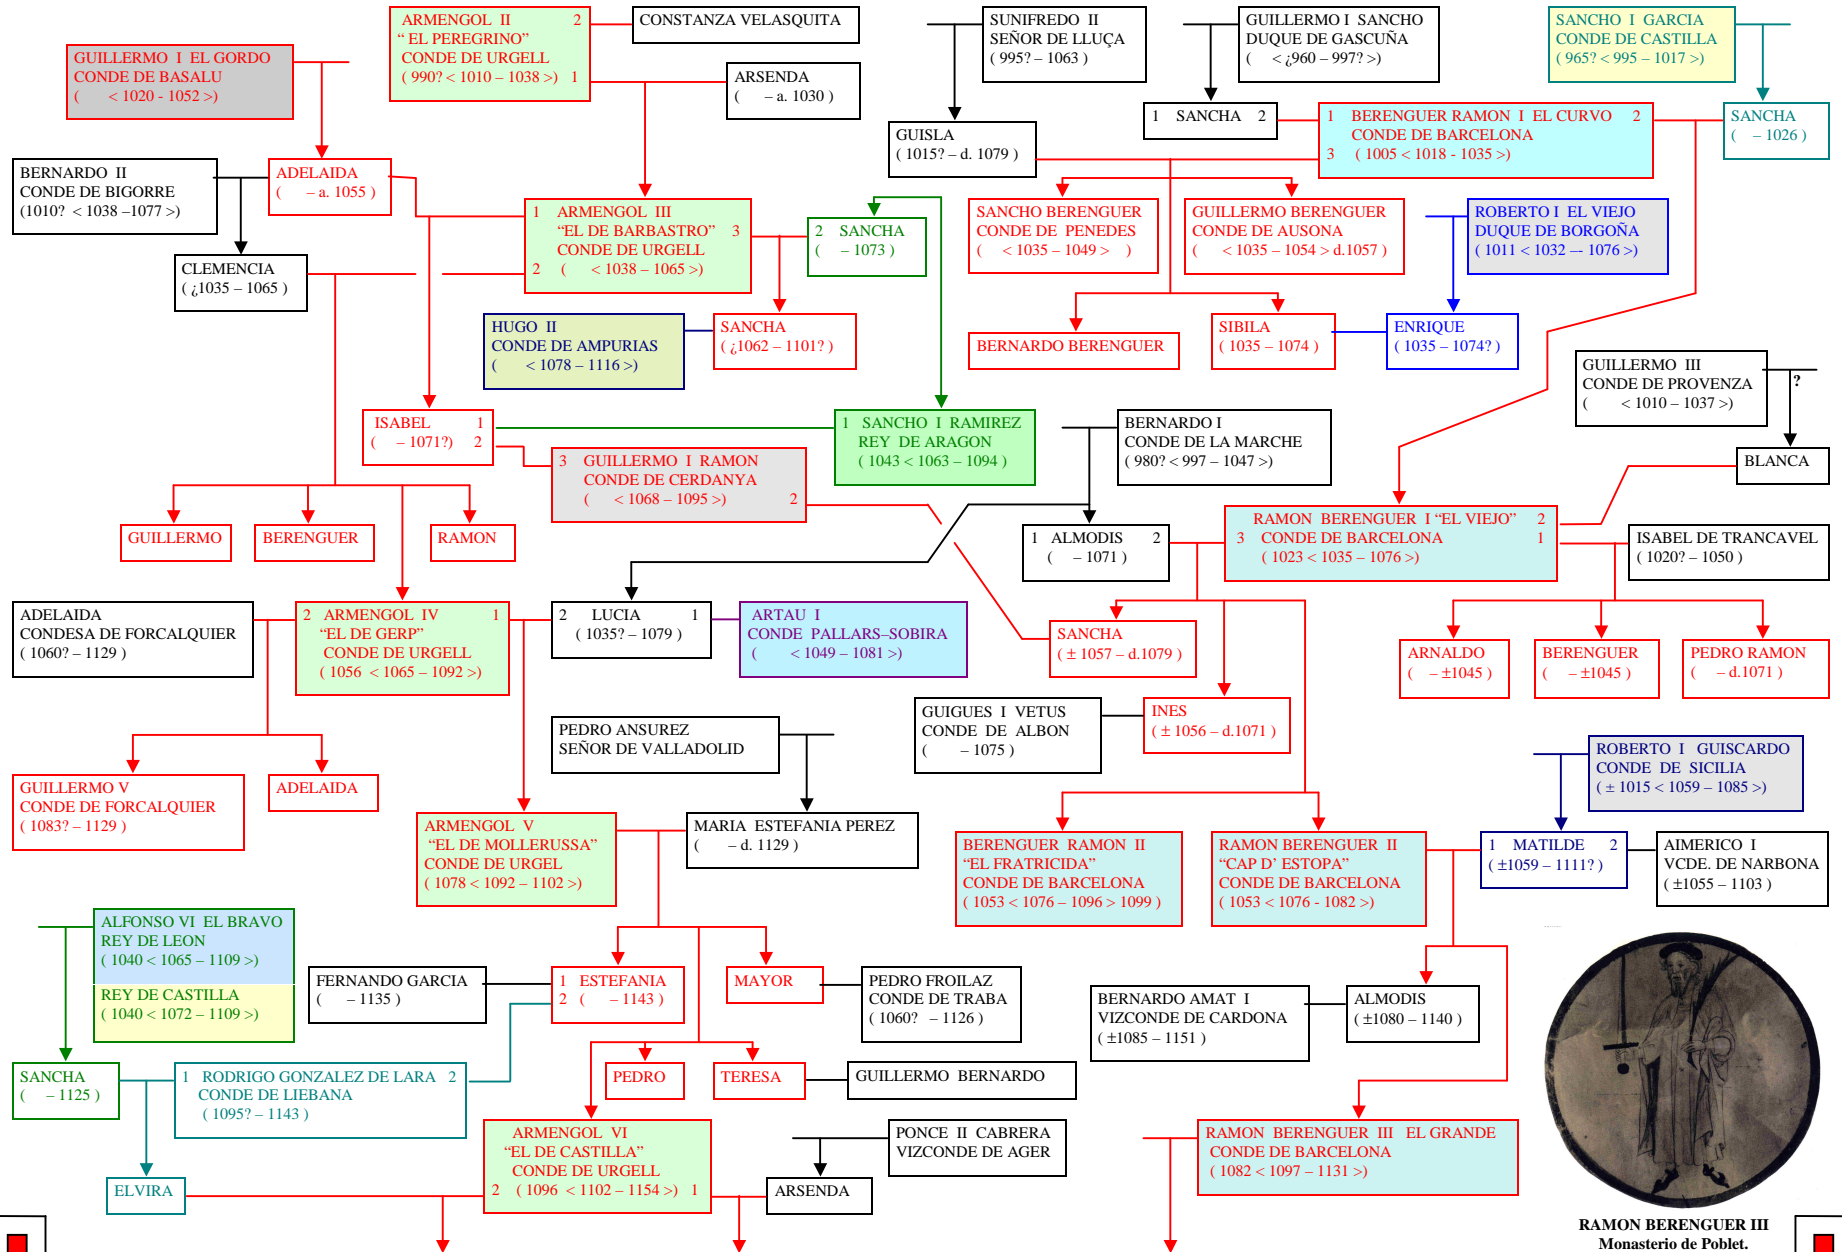 ARMENGOL II 2
“ EL PEREGRINO”
CONDE DE URGELL
( 990? < 1010 – 1038 >) 1
CONSTANZA VELASQUITA
SUNIFREDO II
SEÑOR DE LLUÇA
(995? – 1063)
GUILLERMO I SANCHO
DUQUE DE GASCUÑA
( < ¿960 – 997? >)
SANCHO I GARCIA
CONDE DE CASTILLA
(965? < 995 – 1017 >)
GUILLERMO I EL GORDO
CONDE DE BASALU
( < 1020 - 1052 >)
ARSENDA
( – a. 1030)
GUISLA
( 1015? – d. 1079 )
1 SANCHA 2
1 BERENGUER RAMON I EL CURVO 2
CONDE DE BARCELONA
3 ( 1005 < 1018 - 1035 >)
SANCHA
( – 1026)
BERNARDO II
CONDE DE BIGORRE
(1010? < 1038 –1077 >)
ADELAIDA
( – a. 1055 )
1 ARMENGOL III
“EL DE BARBASTRO” 3
CONDE DE URGELL
2 ( < 1038 – 1065 >)
2 SANCHA
( – 1073 )
SANCHO BERENGUER
CONDE DE PENEDES
( < 1035 – 1049 > )
GUILLERMO BERENGUER
CONDE DE AUSONA
( < 1035 – 1054 > d.1057 )
ROBERTO I EL VIEJO
DUQUE DE BORGOÑA
( 1011 < 1032 –- 1076 >)
CLEMENCIA
( ¿1035 – 1065 )
HUGO II
CONDE DE AMPURIAS
( < 1078 – 1116 >)
SANCHA
( ¿1062 – 1101? )
BERNARDO BERENGUER
SIBILA
( 1035 – 1074 )
ENRIQUE
( 1035 – 1074? )
GUILLERMO III
CONDE DE PROVENZA
( < 1010 - 1037 >)
?
ISABEL 1
( – 1071?) 2
1 SANCHO I RAMIREZ
REY DE ARAGON
( 1043 < 1063 – 1094 )
BERNARDO I
CONDE DE LA MARCHE
( 980? < 997 – 1047 >)
BLANCA
3 GUILLERMO I RAMON
CONDE DE CERDANYA
( < 1068 - 1095 >) 2
GUILLERMO
BERENGUER
RAMON
1 ALMODIS 2
( – 1071 )
RAMON BERENGUER I “EL VIEJO” 2
3 CONDE DE BARCELONA 1
( 1023 < 1035 – 1076 >)
ISABEL DE TRANCAVEL
( 1020? – 1050 )
ADELAIDA
CONDESA DE FORCALQUIER
( 1060? – 1129 )
2 ARMENGOL IV 1
“EL DE GERP”
CONDE DE URGELL
( 1056 < 1065 – 1092 >)
2 LUCIA 1
( 1035? – 1079 )
ARTAU I
CONDE PALLARS–SOBIRA
( < 1049 – 1081 >)
SANCHA
( ± 1057 – d.1079 )
ARNALDO
( – ±1045 )
BERENGUER
( – ±1045 )
PEDRO RAMON
( – d.1071 )
PEDRO ANSUREZ
SEÑOR DE VALLADOLID
GUIGUES I VETUS
CONDE DE ALBON
( – 1075 )
INES
( ± 1056 – d.1071 )
ROBERTO I GUISCARDO
CONDE DE SICILIA
( ± 1015 < 1059 – 1085 >)
GUILLERMO V
CONDE DE FORCALQUIER
( 1083? – 1129 )
ADELAIDA
ARMENGOL V
“EL DE MOLLERUSSA”
CONDE DE URGEL
( 1078 < 1092 – 1102 >)
MARIA ESTEFANIA PEREZ
( – d. 1129 )
BERENGUER RAMON II
“EL FRATRICIDA”
CONDE DE BARCELONA
( 1053 < 1076 – 1096 > 1099 )
RAMON BERENGUER II
“CAP D’ ESTOPA”
CONDE DE BARCELONA
( 1053 < 1076 - 1082 >)
1 MATILDE 2
( ±1059 – 1111? )
AIMERICO I
VCDE. DE NARBONA
( ±1055 – 1103 )
ALFONSO VI EL BRAVO
REY DE LEON
( 1040 < 1065 – 1109 >)
REY DE CASTILLA
( 1040 < 1072 – 1109 >)
FERNANDO GARCIA
( – 1135 )
1 ESTEFANIA
2 ( – 1143 )
MAYOR
PEDRO FROILAZ
CONDE DE TRABA
( 1060? – 1126 )
BERNARDO AMAT I
VIZCONDE DE CARDONA
( ±1085 – 1151 )
ALMODIS
( ±1080 – 1140 )
SANCHA
( – 1125 )
1 RODRIGO GONZALEZ DE LARA 2
CONDE DE LIEBANA
( 1095? – 1143 )
PEDRO
TERESA
GUILLERMO BERNARDO
ARMENGOL VI
“EL DE CASTILLA”
CONDE DE URGELL
2 ( 1096 < 1102 – 1154 >) 1
PONCE II CABRERA
VIZCONDE DE AGER
RAMON BERENGUER III EL GRANDE
CONDE DE BARCELONA
( 1082 < 1097 – 1131 >)
ELVIRA
ARSENDA
RAMON BERENGUER III
Monasterio de Poblet.